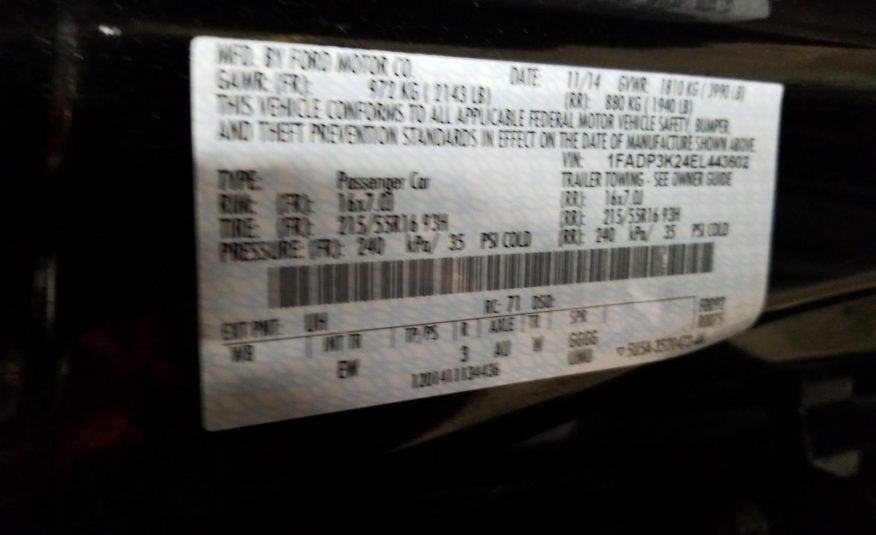 MFD. BY FORD MOTOR CO.
DATE: 11/14 GVWR: 1810 KG ( 3990 LB)
GAWR: (FR): 972 KG ( 2143 LB) (RR): 880 KG ( 1940 LB)
THIS VEHICLE CONFORMS TO ALL APPLICABLE FEDERAL MOTOR VEHICLE SAFETY, BUMPER,
AND THEFT PREVENTION STANDARDS IN EFFECT ON THE DATE OF MANUFACTURE SHOWN ABOVE.
VIN: 1FADP3K24EL443602
TYPE: Passenger Car TRAILER TOWING - SEE OWNER GUIDE
RIM: (FR): 16x7.0J (RR): 16x7.0J
TIRE: (FR): 215/55R16 93H (RR): 215/55R16 93H
PRESSURE: (FR): 240 kPa/ 35 PSI COLD (RR): 240 kPa/ 35 PSI COLD
EXT PNT: UH RC: 71 DSO:
WB INT TR TP/PS R AXLE TR SPR
EW 3 AU W GGGG